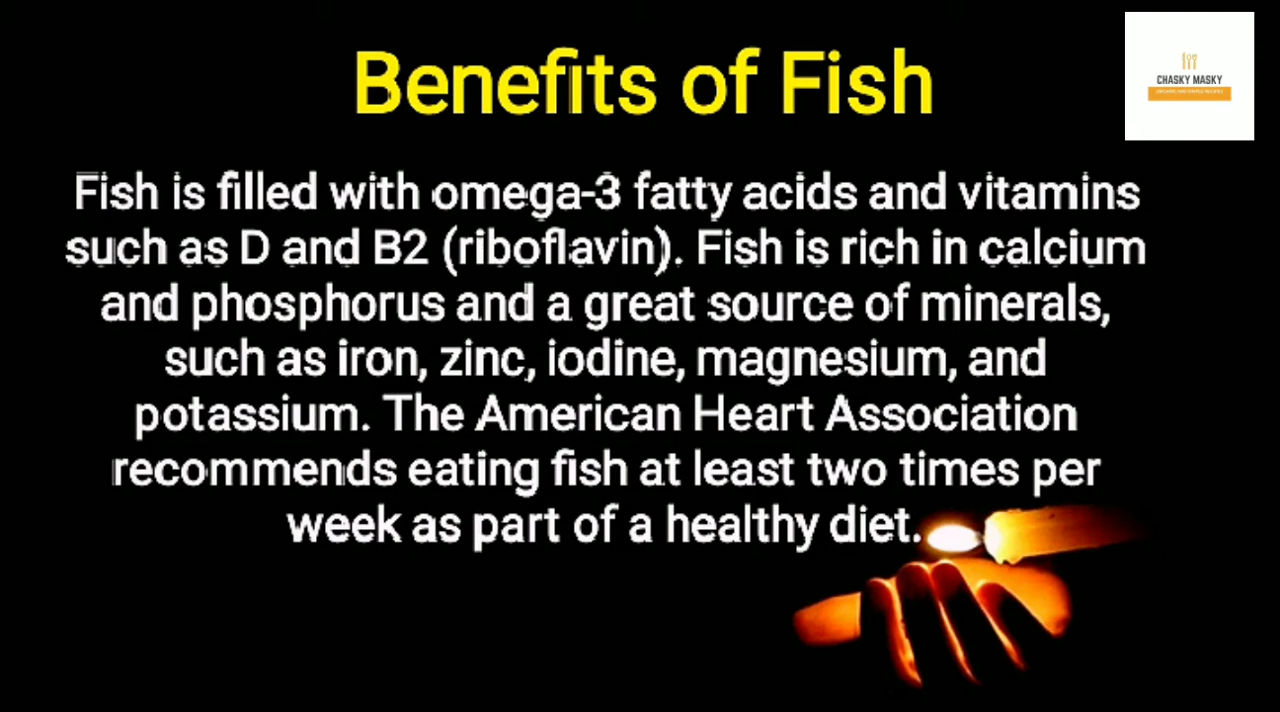 Benefits of Fish
CHASKY MASKY
Fish is filled with omega-3 fatty acids and vitamins
such as D and B2 (riboflavin). Fish is rich in calcium
and phosphorus and a great source of minerals,
such as iron, zinc, iodine, magnesium, and
potassium. The American Heart Association
recommends eating fish at least two times per
week as part of a healthy diet.